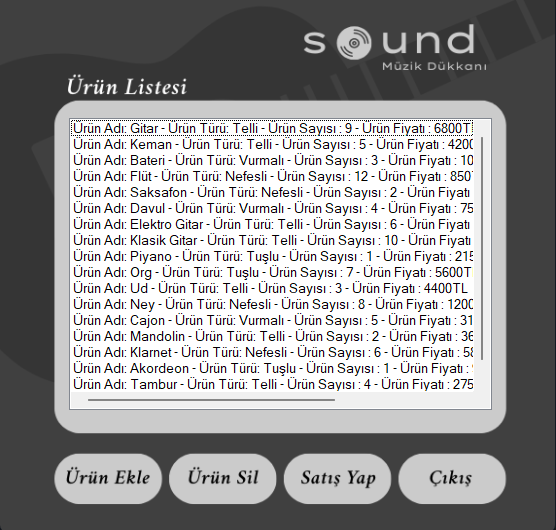 sound
Müzik Dükkanı
Ürün Listesi
Ürün Adı: Gitar - Ürün Türü: Telli - Ürün Sayısı : 9 - Ürün Fiyatı : 6800T
Ürün Adı: Keman - Ürün Türü: Telli - Ürün Sayısı : 5 - Ürün Fiyatı : 4200
Ürün Adı: Bateri - Ürün Türü: Vurmalı - Ürün Sayısı : 3 - Ürün Fiyatı : 10
Ürün Adı: Flüt - Ürün Türü: Nefesli - Ürün Sayısı : 12 - Ürün Fiyatı : 850
Ürün Adı: Saksafon - Ürün Türü: Nefesli - Ürün Sayısı : 2 - Ürün Fiyatı
Ürün Adı: Davul - Ürün Türü: Vurmalı - Ürün Sayısı : 4 - Ürün Fiyatı : 75
Ürün Adı: Elektro Gitar - Ürün Türü: Telli - Ürün Sayısı : 6 - Ürün Fiyatı
Ürün Adı: Klasik Gitar - Ürün Türü: Telli - Ürün Sayısı : 10 - Ürün Fiyatı
Ürün Adı: Piyano - Ürün Türü: Tuşlu - Ürün Sayısı : 1 - Ürün Fiyatı : 215
Ürün Adı: Org - Ürün Türü: Tuşlu - Ürün Sayısı : 7 - Ürün Fiyatı : 5600T
Ürün Adı: Ud - Ürün Türü: Telli - Ürün Sayısı : 3 - Ürün Fiyatı : 4400TL
Ürün Adı: Ney - Ürün Türü: Nefesli - Ürün Sayısı : 8 - Ürün Fiyatı : 1200
Ürün Adı: Cajon - Ürün Türü: Vurmalı - Ürün Sayısı : 5 - Ürün Fiyatı : 31
Ürün Adı: Mandolin - Ürün Türü: Telli - Ürün Sayısı : 2 - Ürün Fiyatı : 36
Ürün Adı: Klarnet - Ürün Türü: Nefesli - Ürün Sayısı : 6 - Ürün Fiyatı : 58
Ürün Adı: Akordeon - Ürün Türü: Tuşlu - Ürün Sayısı : 1 - Ürün Fiyatı :
Ürün Adı: Tambur - Ürün Türü: Telli - Ürün Sayısı : 4 - Ürün Fiyatı : 275
Ürün Ekle
Ürün Sil
Satış Yap
Çıkış